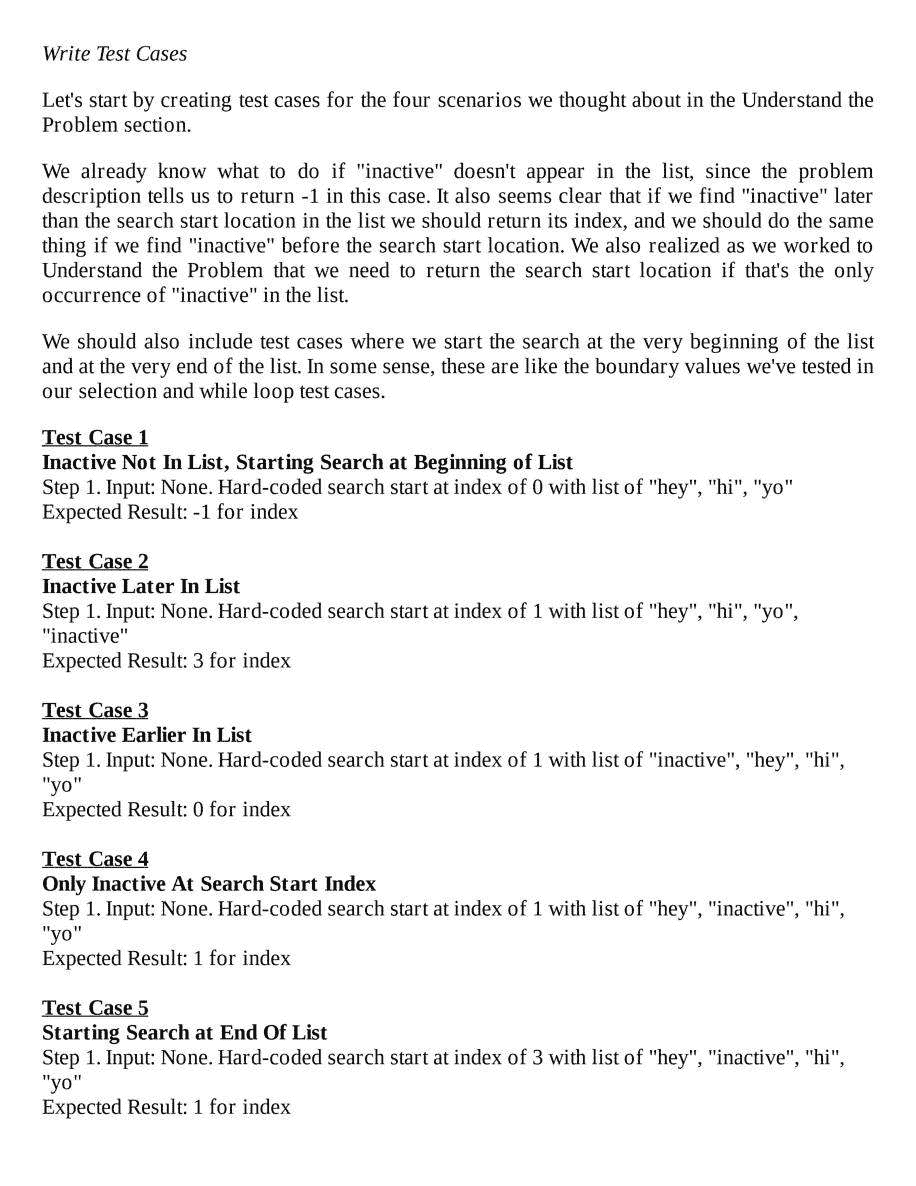 Write Test Cases
Let's start by creating test cases for the four scenarios we thought about in the Understand the
Problem section.
We already know what to do if "inactive" doesn't appear in the list, since the problem
description tells us to return -1 in this case. It also seems clear that if we find "inactive" later
than the search start location in the list we should return its index, and we should do the same
thing if we find "inactive" before the search start location. We also realized as we worked to
Understand the Problem that we need to return the search start location if that's the only
occurrence of "inactive" in the list.
We should also include test cases where we start the search at the very beginning of the list
and at the very end of the list. In some sense, these are like the boundary values we've tested in
our selection and while loop test cases.
Test Case 1
Inactive Not In List, Starting Search at Beginning of List
Step 1. Input: None. Hard-coded search start at index of 0 with list of "hey", "hi", "yo"
Expected Result: -1 for index
Test Case 2
Inactive Later In List
Step 1. Input: None. Hard-coded search start at index of 1 with list of "hey", "hi", "yo",
"inactive"
Expected Result: 3 for index
Test Case 3
Inactive Earlier In List
Step 1. Input: None. Hard-coded search start at index of 1 with list of "inactive", "hey", "hi",
"yo"
Expected Result: 0 for index
Test Case 4
Only Inactive At Search Start Index
Step 1. Input: None. Hard-coded search start at index of 1 with list of "hey", "inactive", "hi",
"yo"
Expected Result: 1 for index
Test Case 5
Starting Search at End Of List
Step 1. Input: None. Hard-coded search start at index of 3 with list of "hey", "inactive", "hi",
"yo"
Expected Result: 1 for index